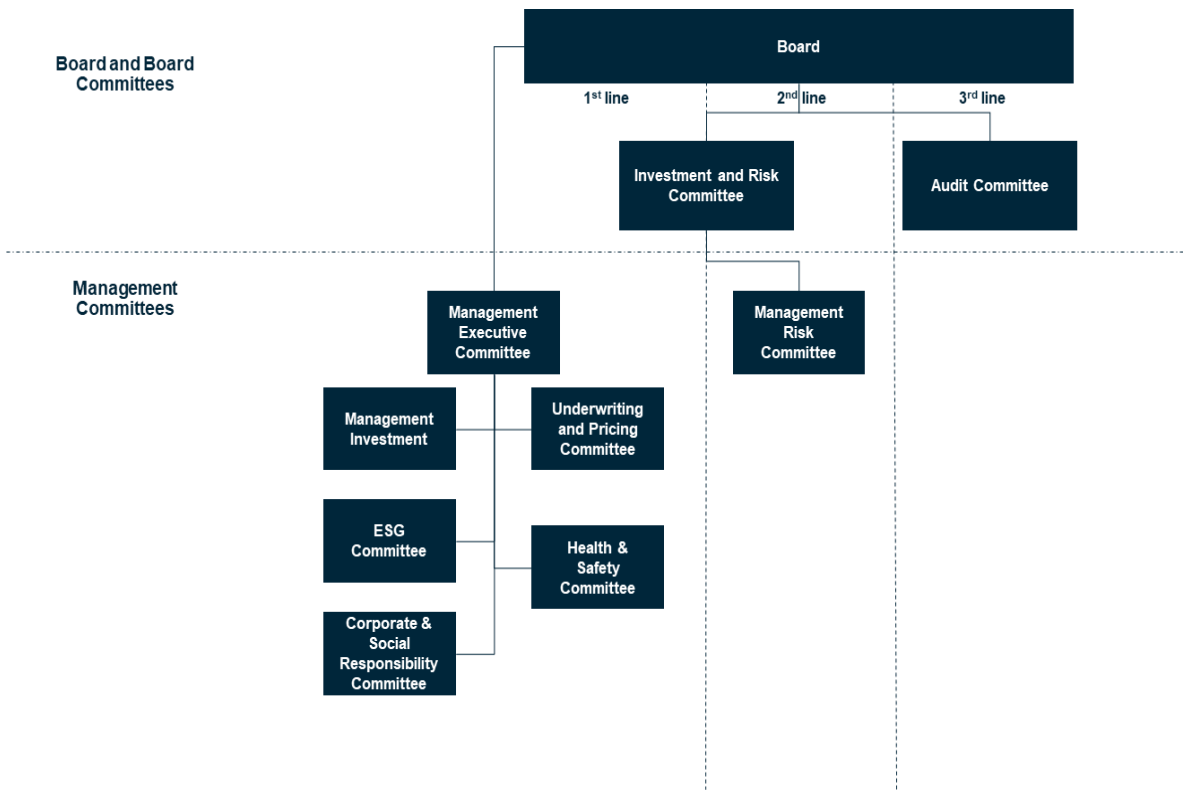 Board
Board and Board
Committees
1st line
2nd line
3rd line
Investment and Risk
Committee
Audit Committee
Management
Committees
Management
Executive
Committee
Management
Risk
Committee
Management
Investment
Underwriting
and Pricing
Committee
ESG
Committee
Health &
Safety
Committee
Corporate &
Social
Responsibility
Committee